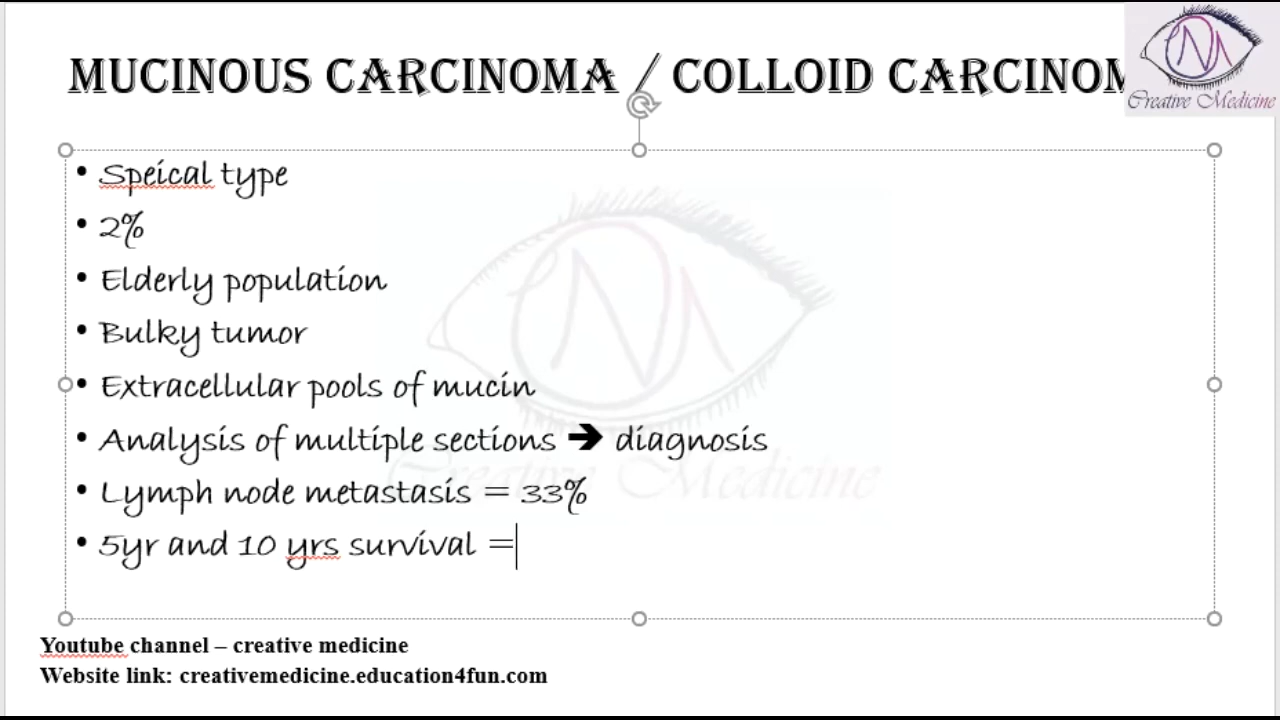 MUCINOUS CARCINOMA / COLLOID CARCINOM
Creative Medicine
• Speical type
• 2%
• Elderly population
• Bulky tumor
• Extracellular pools of mucin
• Analysis of multiple sections ➔ diagnosis
• Lymph node metastasis = 33%
• 5yr and 10 yrs survival =
Creative Medicine
Youtube channel – creative medicine
Website link: creativemedicine.education4fun.com